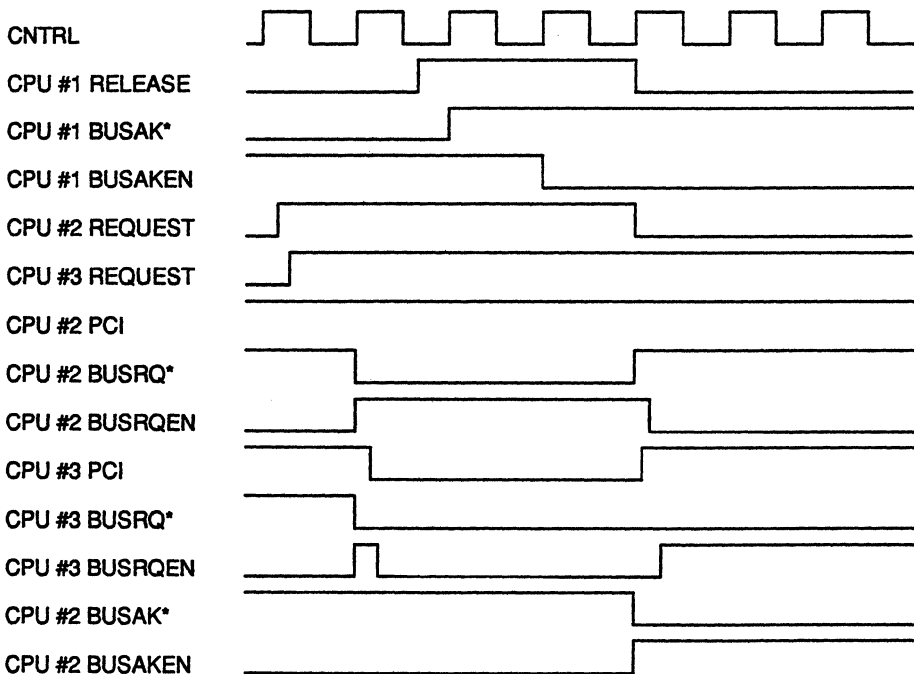 CNTRL
CPU #1 RELEASE
CPU #1 BUSAK*
CPU #1 BUSAKEN
CPU #2 REQUEST
CPU #3 REQUEST
CPU #2 PCI
CPU #2 BUSRQ*
CPU #2 BUSRQEN
CPU #3 PCI
CPU #3 BUSRQ*
CPU #3 BUSRQEN
CPU #2 BUSAK*
CPU #2 BUSAKEN